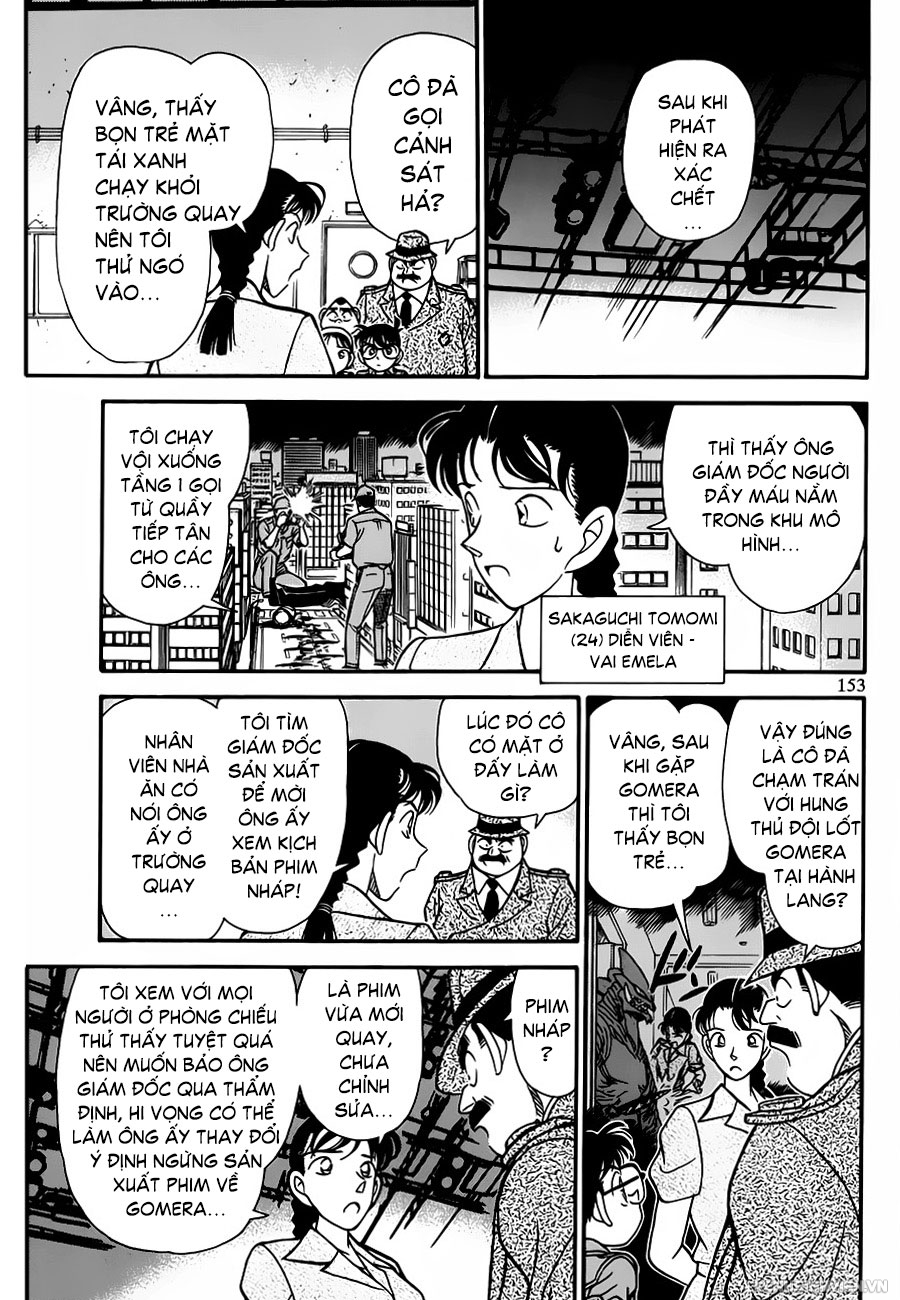 SAU KHI
PHÁT
HIỆN RA
XÁC
CHẾT
...
CÔ ĐÃ
GỌI
CẢNH
SÁT
HẢ?
VÂNG, THẤY
BỌN TRẺ MẶT
TÁI XANH
CHẠY KHỎI
TRƯỜNG QUAY
NÊN TÔI
THỬ NGÓ
VÀO...
THÌ THẤY ÔNG
GIÁM ĐỐC NGƯỜI
ĐẦY MÁU NẰM
TRONG KHU MÔ
HÌNH...
SAKAGUCHI TOMOMI
(24) DIỄN VIÊN -
VAI EMELA
TÔI CHẠY
VỘI XUỐNG
TẦNG 1 GỌI
TỪ QUẦY
TIẾP TÂN
CHO CÁC
ÔNG...
153
VẬY ĐÚNG
LÀ CÔ ĐÃ
CHẠM TRÁN
VỚI HUNG
THỦ ĐỘI LỐT
GOMERA
TẠI HÀNH
LANG?
VÂNG, SAU
KHI GẶP
GOMERA
THÌ TÔI
THẤY BỌN
TRẺ...
LÚC ĐÓ CÔ
CÓ MẶT Ở
ĐẤY LÀM
GÌ?
TÔI TÌM
GIÁM ĐỐC
SẢN XUẤT
ĐỂ MỜI
ÔNG ẤY
XEM KỊCH
BẢN PHIM
NHÁP!
NHÂN
VIÊN NHÀ
ĂN CÓ
NÓI ÔNG
ẤY Ở
TRƯỜNG
QUAY
...
PHIM
NHÁP
?
LÀ PHIM
VỪA MỚI
QUAY,
CHƯA
CHỈNH
SỬA...
TÔI XEM VỚI MỌI
NGƯỜI Ở PHÒNG CHIẾU
THỬ THẤY TUYỆT QUÁ
NÊN MUỐN BẢO ÔNG
GIÁM ĐỐC QUA THẨM
ĐỊNH, HI VỌNG CÓ THỂ
LÀM ÔNG ẤY THAY ĐỔI
Ý ĐỊNH NGỪNG SẢN
XUẤT PHIM VỀ
GOMERA...